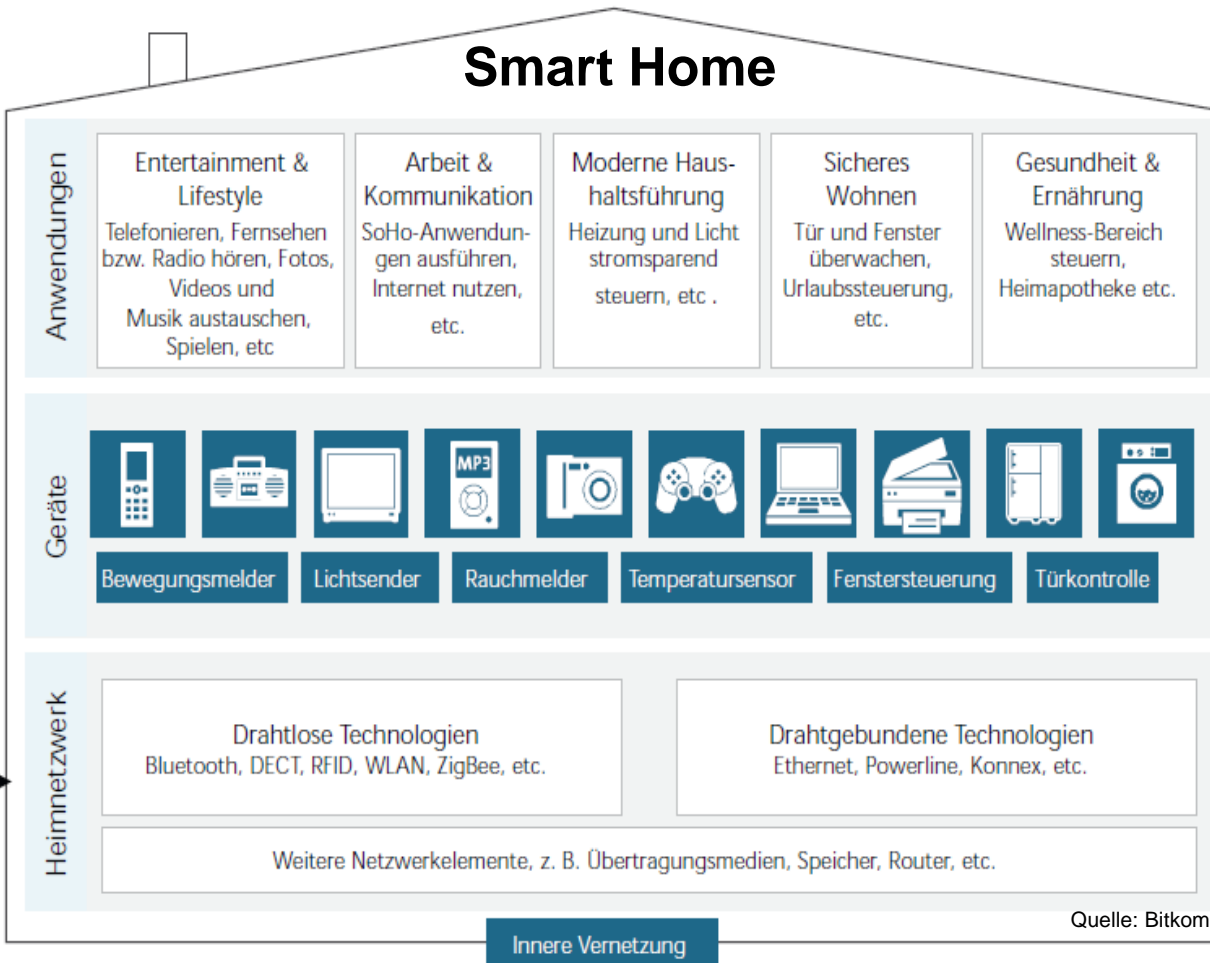 Smart Home
Anwendungen
Entertainment &
Lifestyle
Telefonieren, Fernsehen
bzw. Radio hören, Fotos,
Videos und
Musik austauschen,
Spielen, etc
Arbeit &
Kommunikation
SoHo-Anwendun-
gen ausführen,
Internet nutzen,
etc.
Moderne Haus-
haltsführung
Heizung und Licht
stromsparend
steuern, etc .
Sicheres
Wohnen
Tür und Fenster
überwachen,
Urlaubssteuerung,
etc.
Gesundheit &
Ernährung
Wellness-Bereich
steuern,
Heimapotheke etc.
Geräte
MP3
Bewegungsmelder
Lichtsender
Rauchmelder
Temperatursensor
Fenstersteuerung
Türkontrolle
Heimnetzwerk
Drahtlose Technologien
Bluetooth, DECT, RFID, WLAN, ZigBee, etc.
Drahtgebundene Technologien
Ethernet, Powerline, Konnex, etc.
Weitere Netzwerkelemente, z. B. Übertragungsmedien, Speicher, Router, etc.
Quelle: Bitkom
Innere Vernetzung